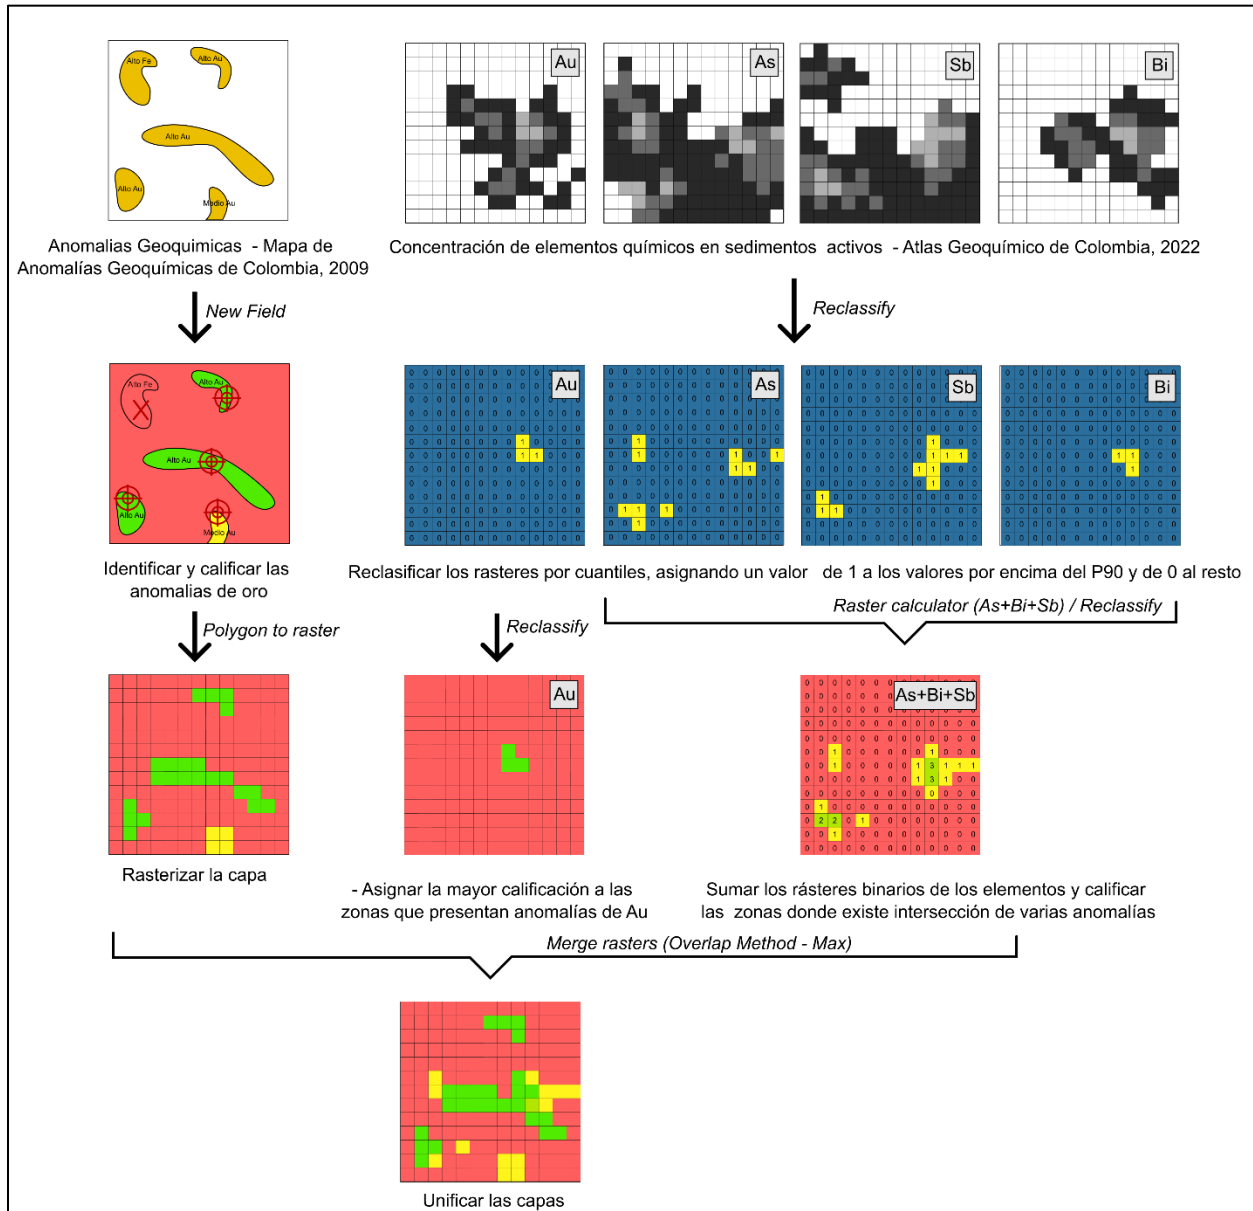 Alto Fe
Alto Au
Alto Au
Alto Au
Medio Au
Au
As
Sb
Bi
Anomalias Geoquimicas - Mapa de
Anomalías Geoquímicas de Colombia, 2009
Concentración de elementos químicos en sedimentos activos - Atlas Geoquímico de Colombia, 2022
New Field
Reclassify
Alto Fe
Alto Au
Alto Au
Alto Au
Medio Au
Au
As
Sb
Bi
Identificar y calificar las
anomalias de oro
Reclasificar los rasteres por cuantiles, asignando un valor de 1 a los valores por encima del P90 y de 0 al resto
Polygon to raster
Reclassify
Raster calculator (As+Bi+Sb) / Reclassify
Au
As+Bi+Sb
Rasterizar la capa
- Asignar la mayor calificación a las
zonas que presentan anomalías de Au
Sumar los rásteres binarios de los elementos y calificar
las zonas donde existe intersección de varias anomalías
Merge rasters (Overlap Method - Max)
Unificar las capas